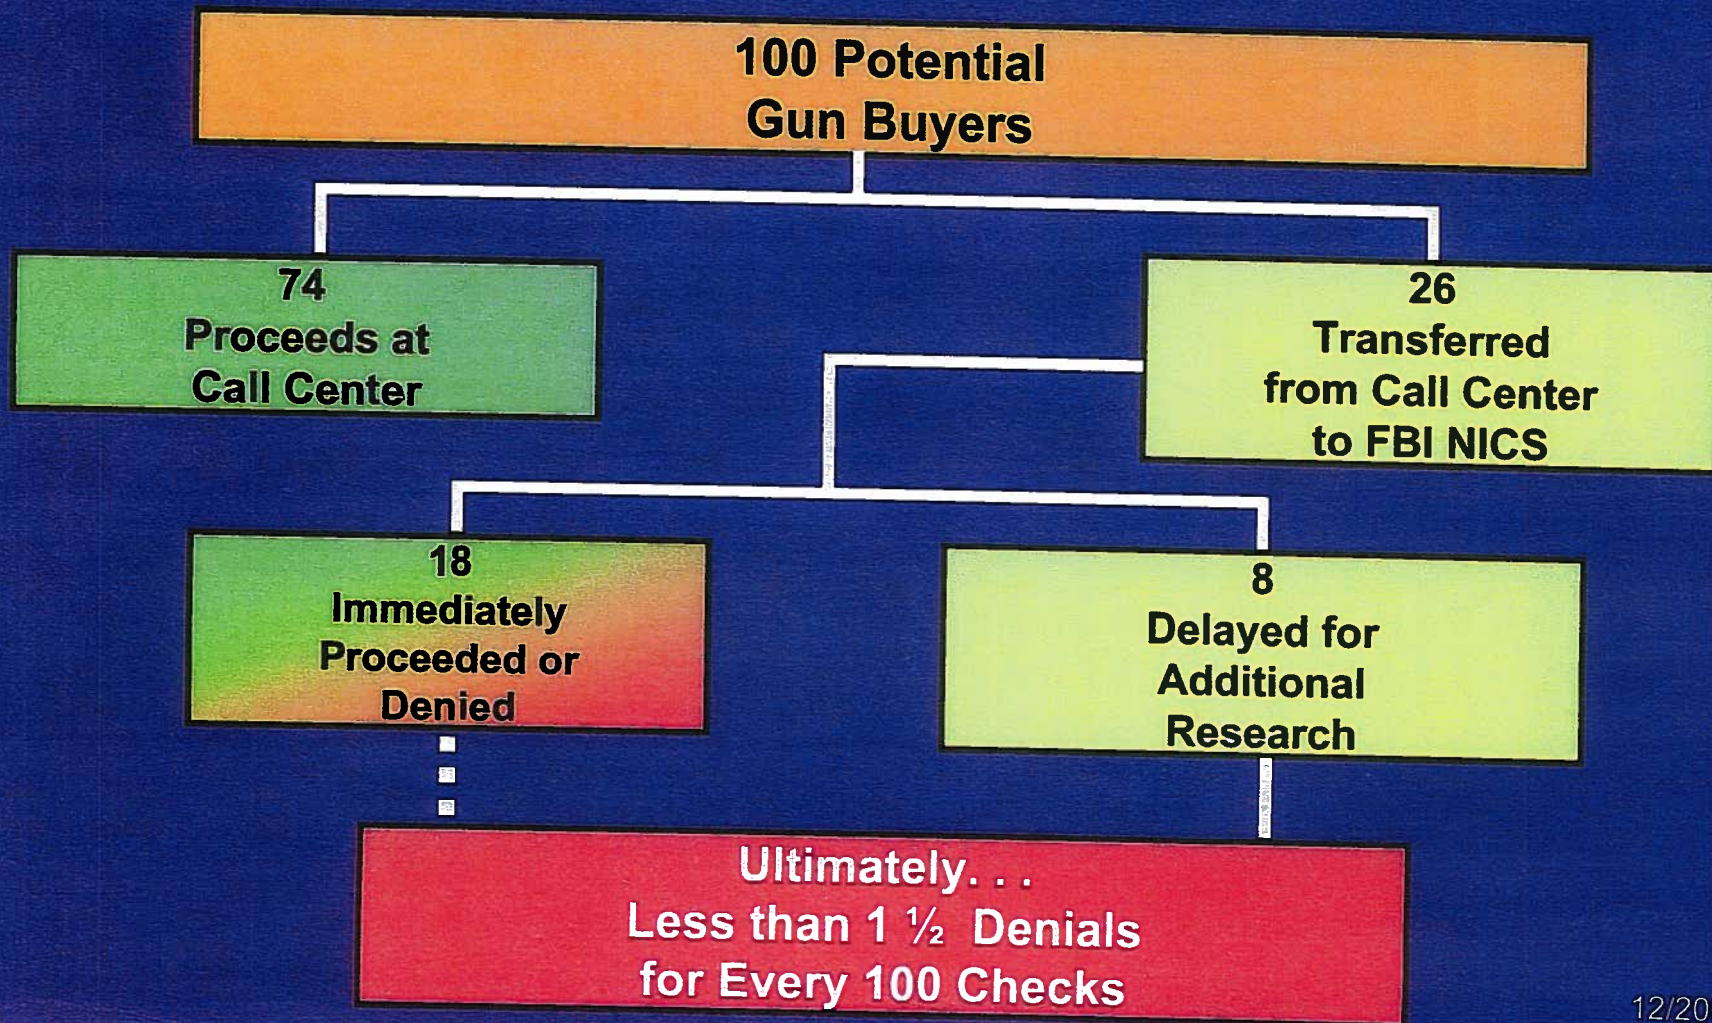 100 Potential
Gun Buyers
74
Proceeds at
Call Center
26
Transferred
from Call Center
to FBI NICS
18
Immediately
Proceeded or
Denied
8
Delayed for
Additional
Research
Ultimately. . .
Less than 1 ½ Denials
for Every 100 Checks
12/20